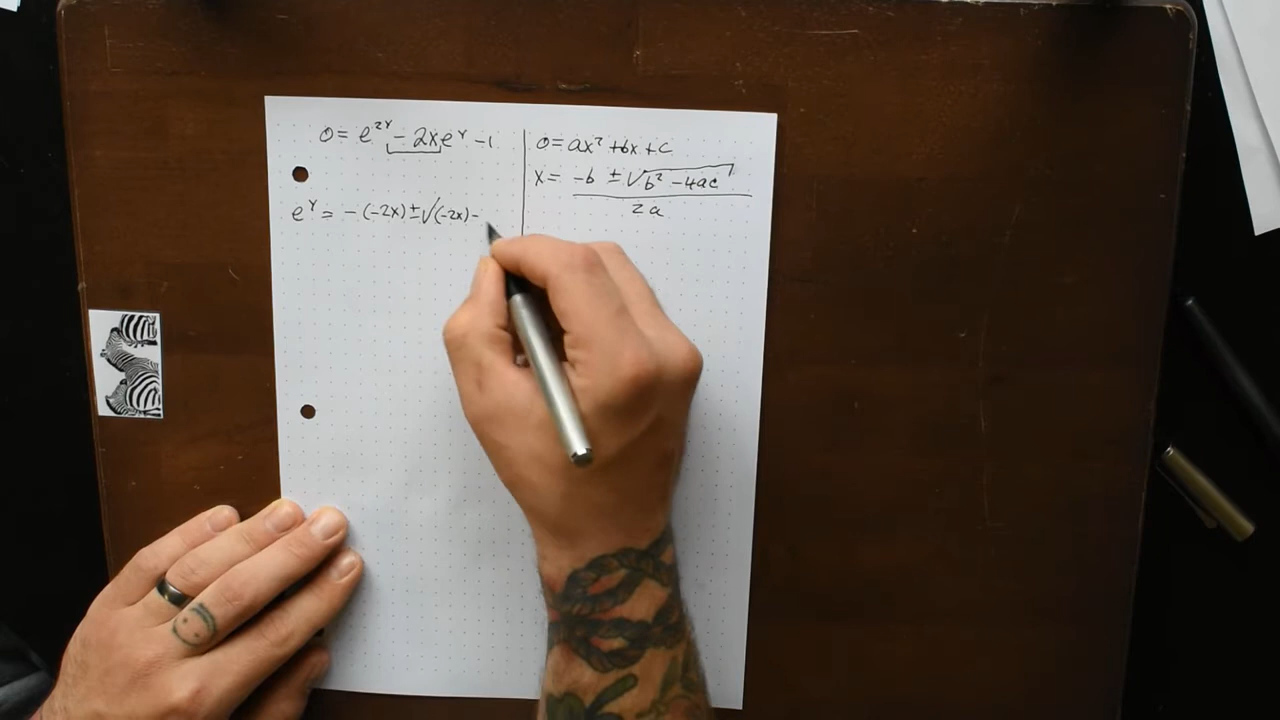 0 = e^{2Y} - 2xe^Y - 1
e^Y = -(-2x) ± √(-2x) -
0 = ax² + bx + c
x = -b ± √b² - 4ac
2a